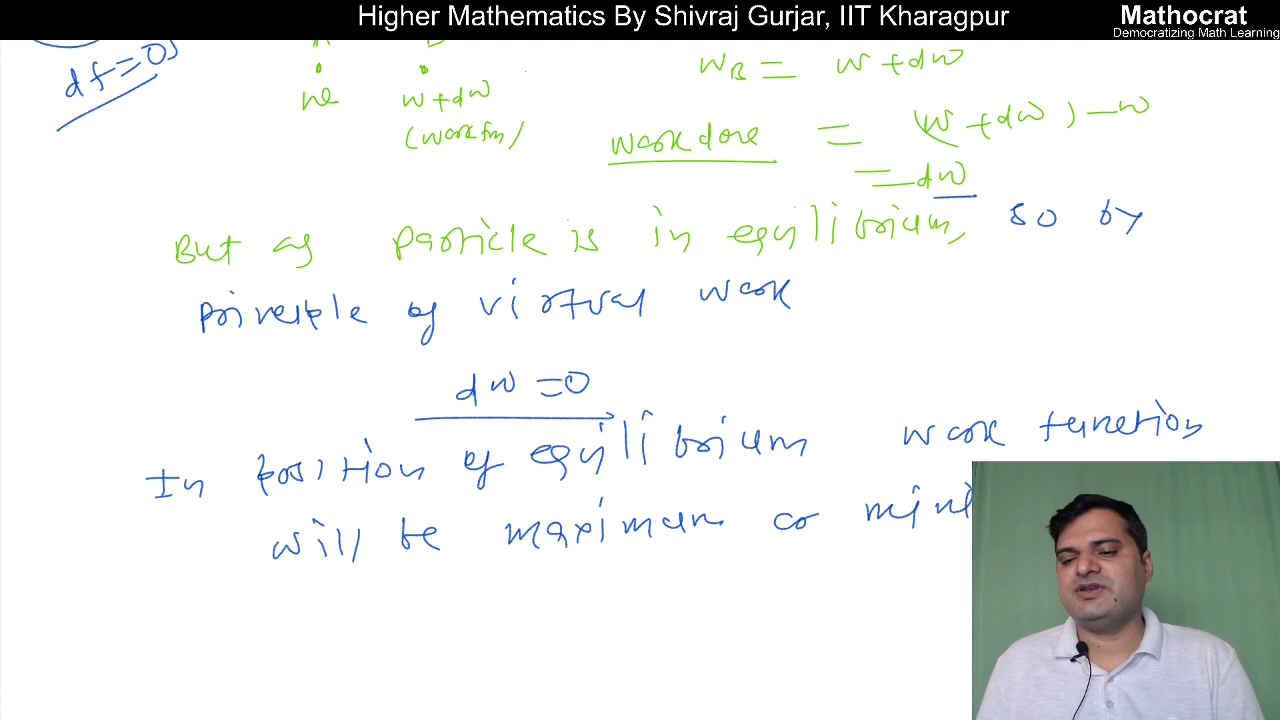 Higher Mathematics By Shivraj Gurjar, IIT Kharagpur
Mathocrat
Democratizing Math Learning
df=0
w
w+dw
(work fn)
W_B = w+dw
work done = (w+dw)-w
= dw
But as particle is in equilibrium, so by
principle of virtual work
dw=0
In position of equilibrium work function
will be maximum or mini